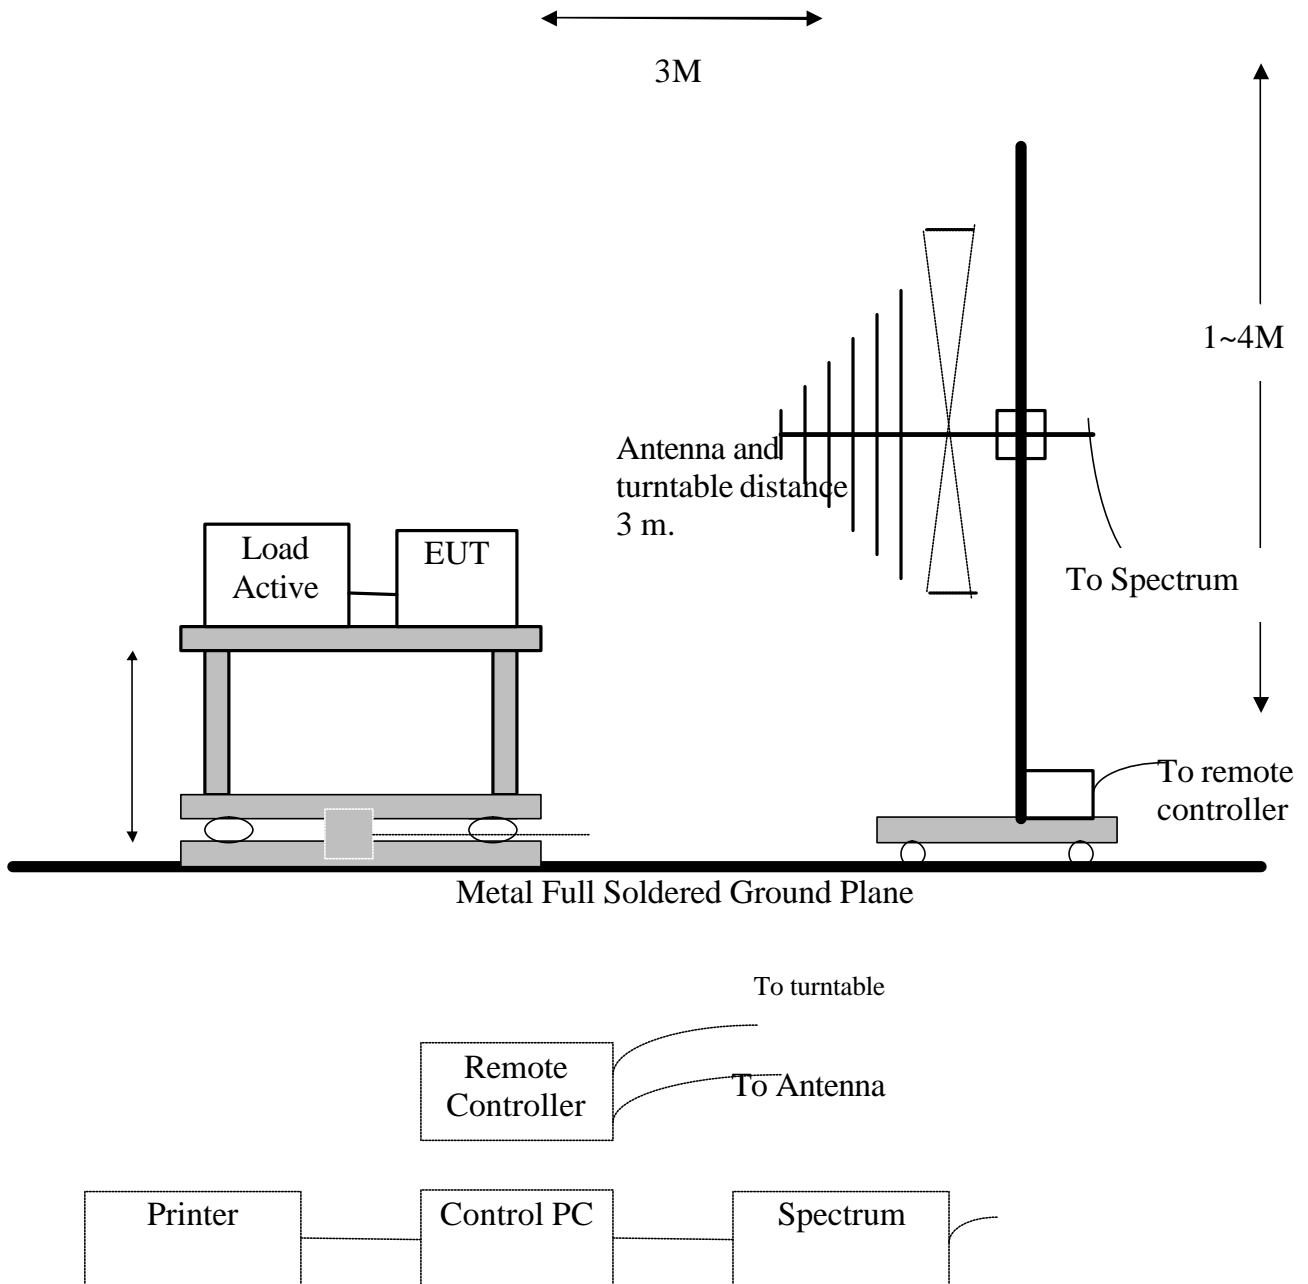 3M
1~4M
Antenna and
turntable distance
3 m.
Load
Active
EUT
To Spectrum
To remote
controller
Metal Full Soldered Ground Plane
To turntable
Remote
Controller
To Antenna
Printer
Control PC
Spectrum